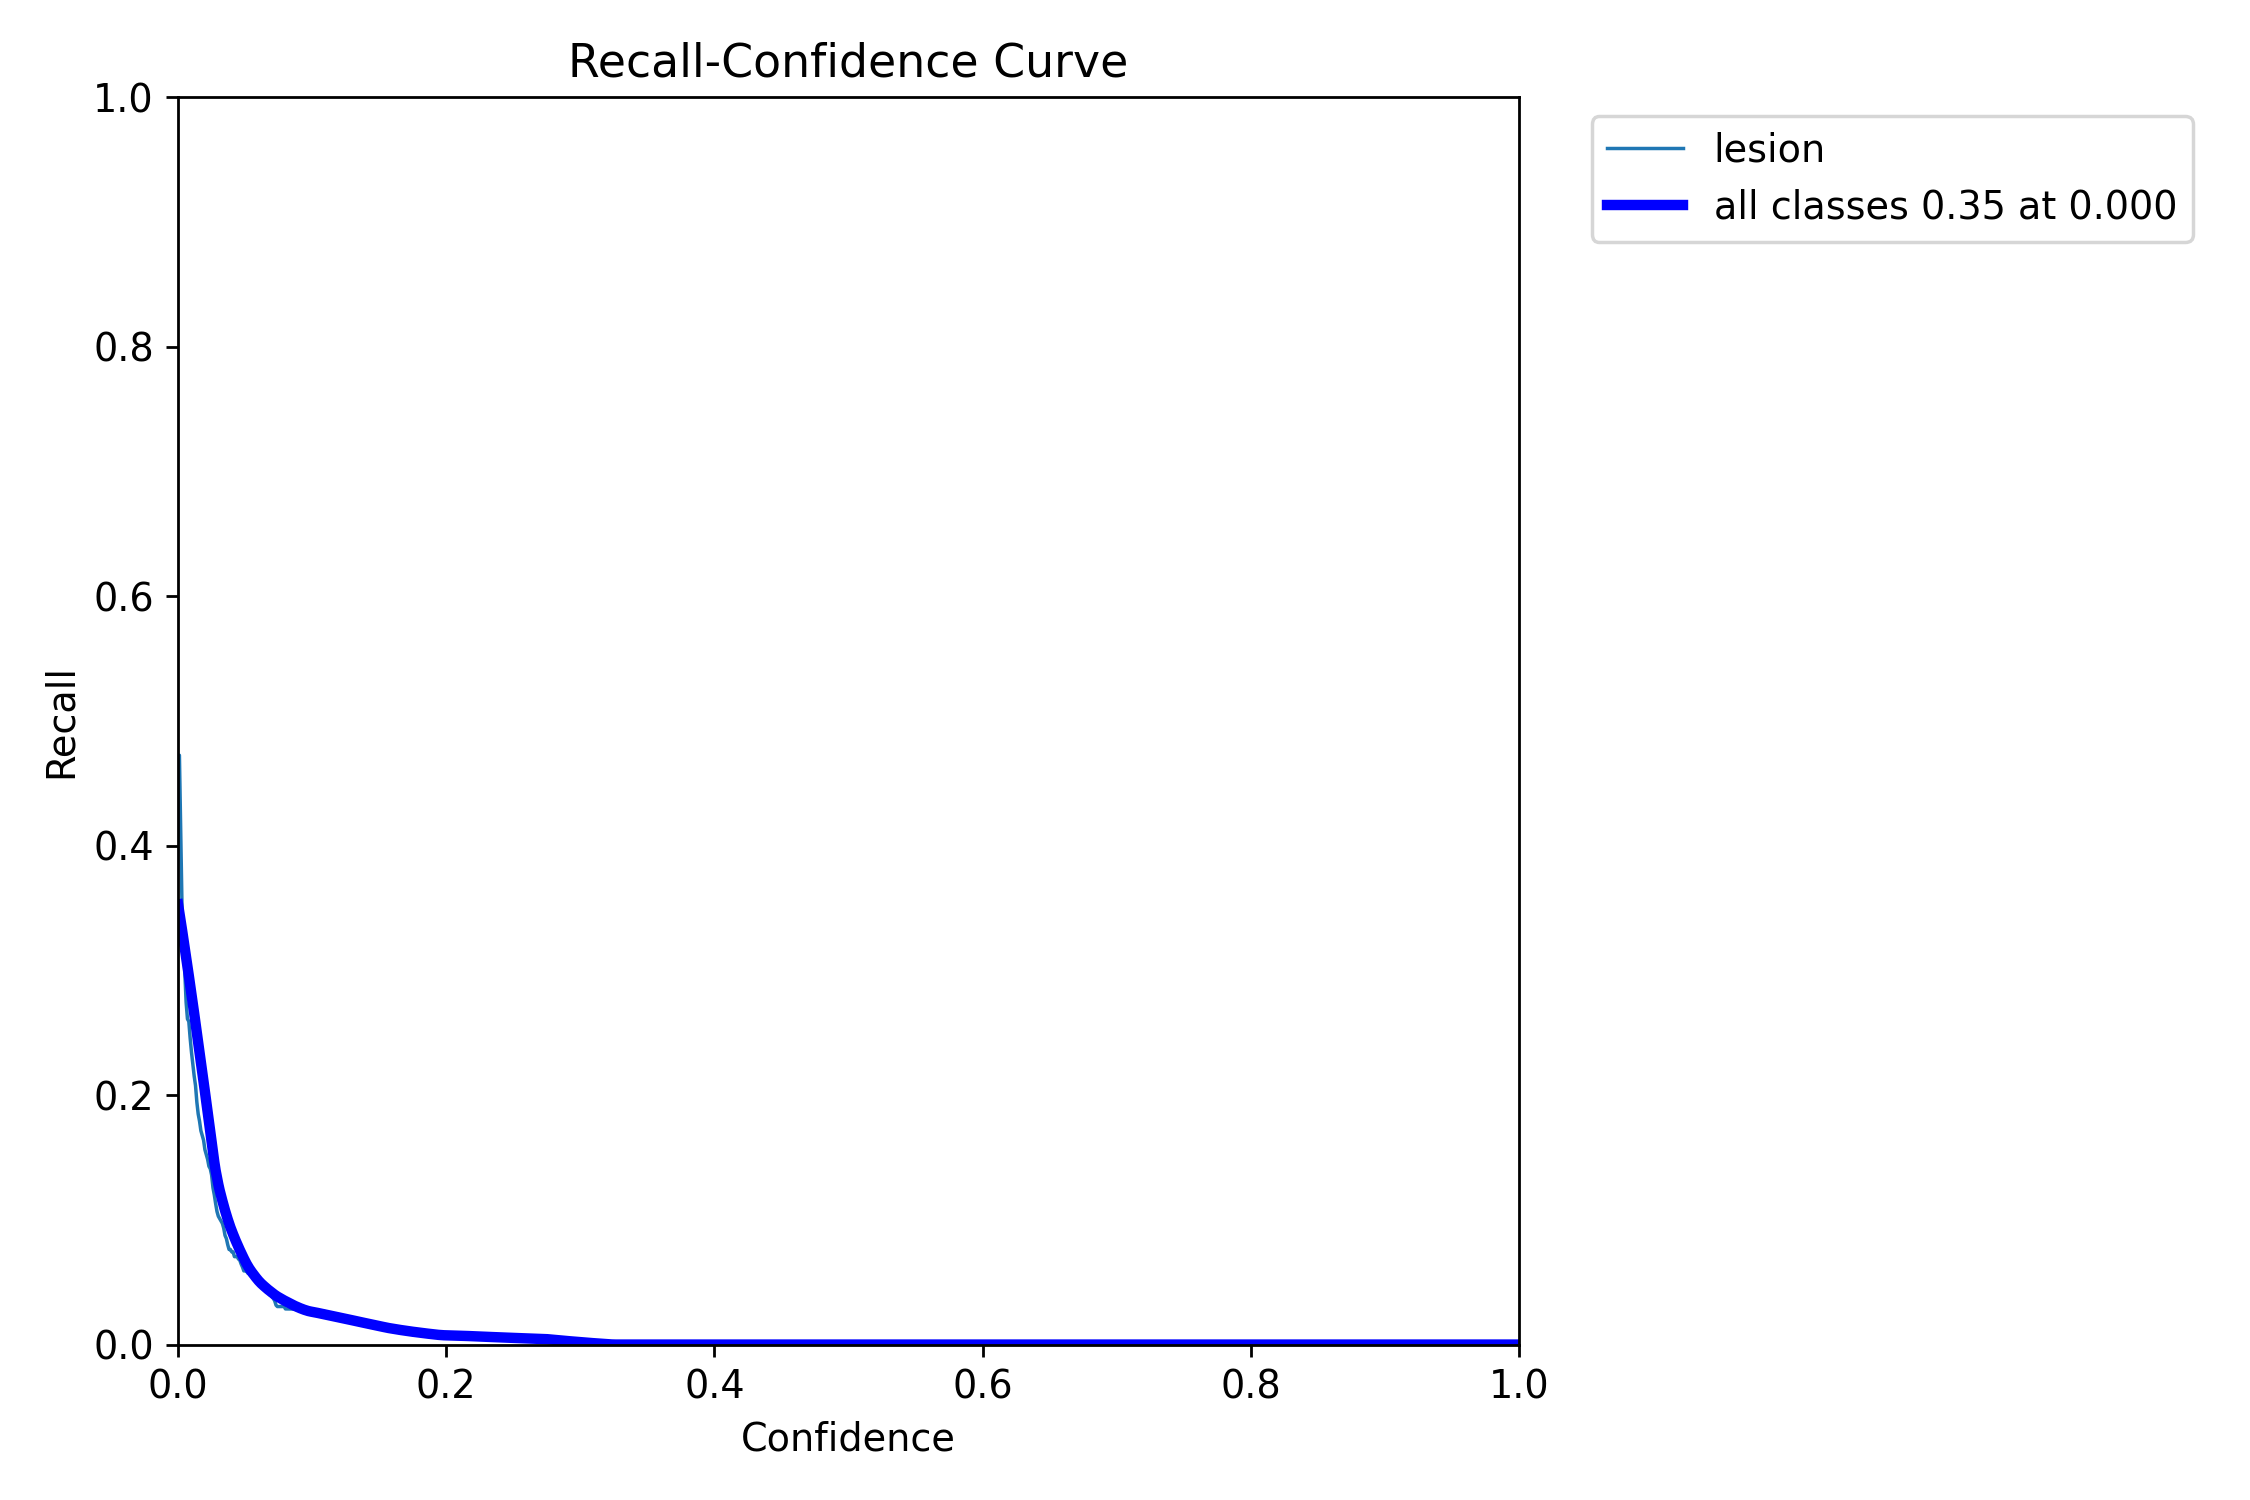 Recall-Confidence Curve
1.0
0.8
0.6
0.4
0.2
0.0
Recall
0.0 0.2 0.4 0.6 0.8 1.0
Confidence
lesion
all classes 0.35 at 0.000